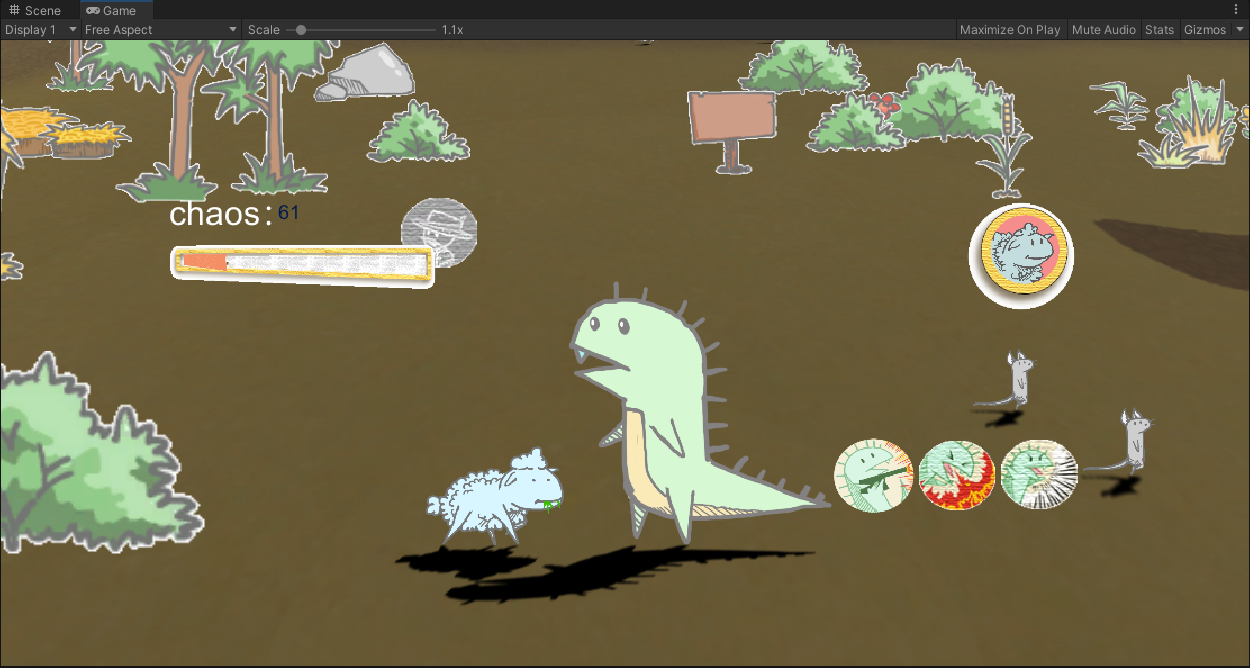 Scene
Game
Display 1
Free Aspect
Scale
1.1x
Maximize On Play
Mute Audio
Stats
Gizmos
chaos: 61